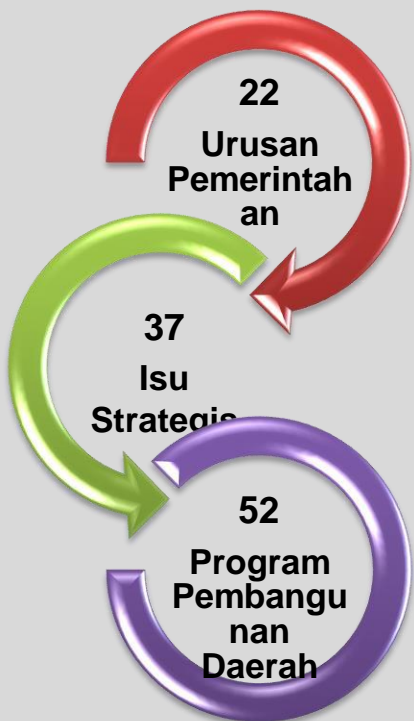 22
Urusan
Pemerintah
an
37
Isu
Strategis
52
Program
Pembangu
nan
Daerah